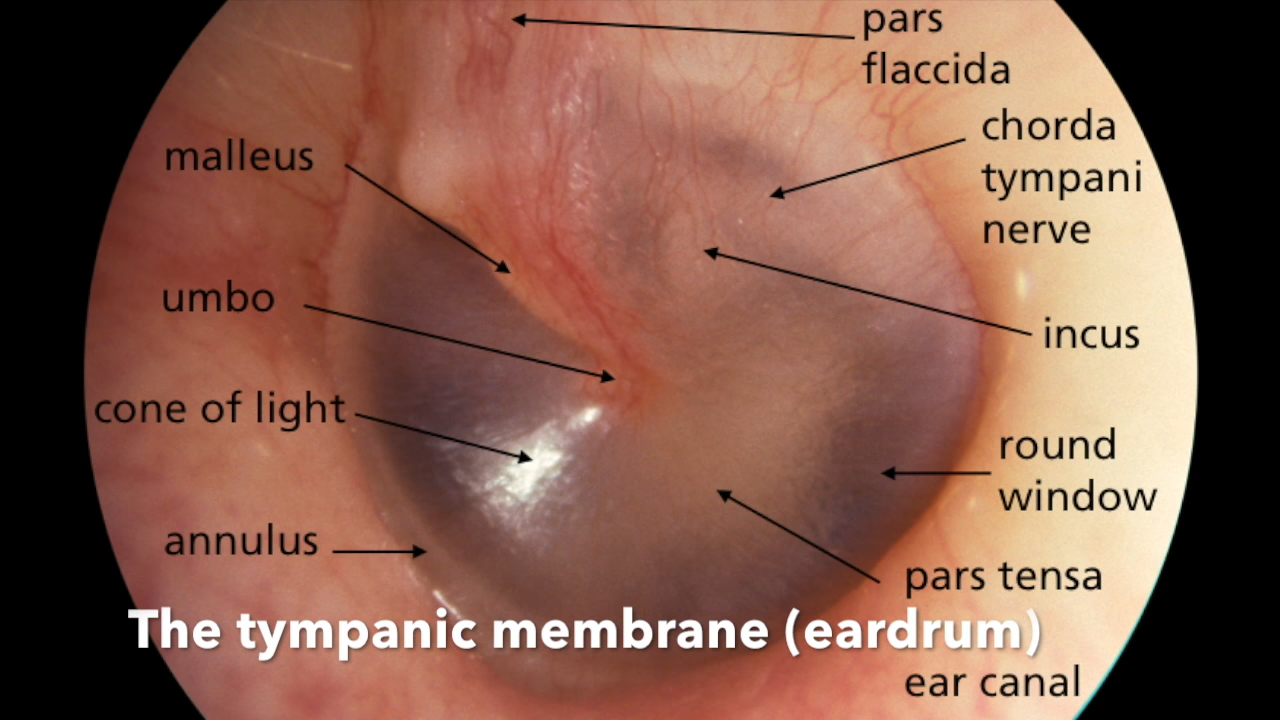 pars
flaccida
chorda
tympani
nerve
malleus
umbo
incus
cone of light
round
window
annulus
pars tensa
The tympanic membrane (eardrum)
ear canal